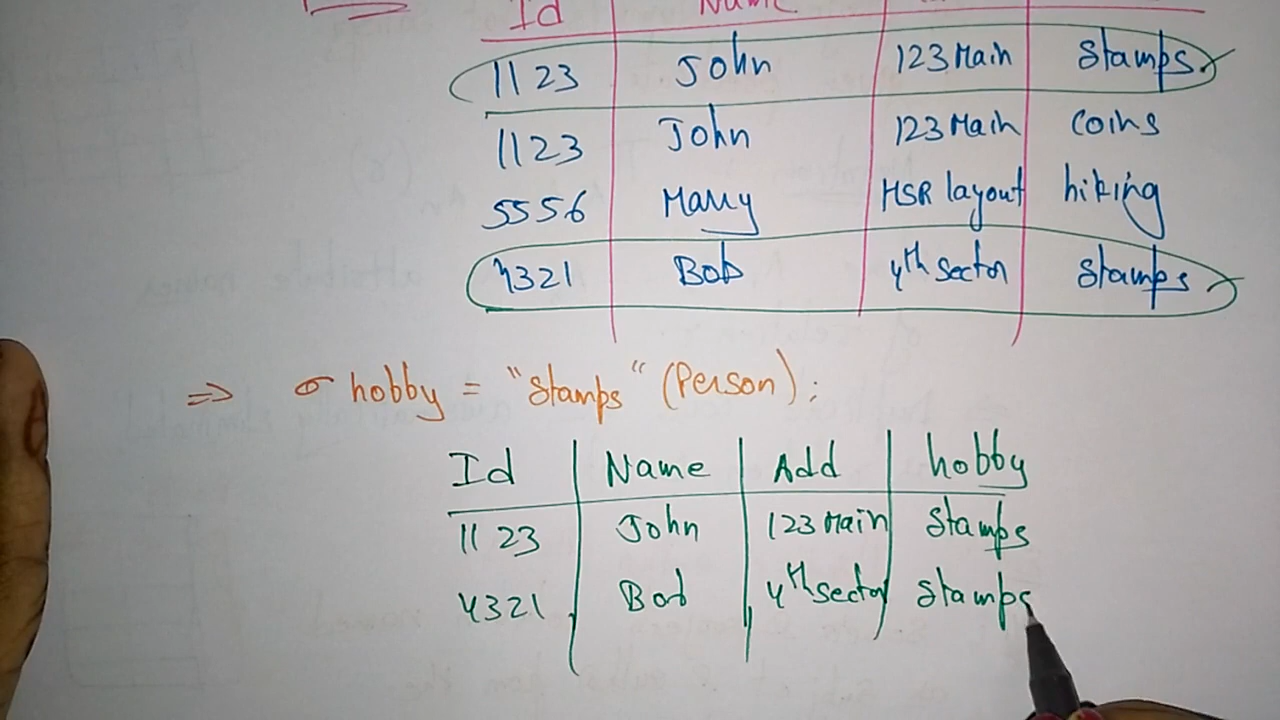 Id Name
1123 John 123 Main Stamps
1123 John 123 Main Coins
5556 Mary HSR layout hiking
4321 Bob 4th Sector Stamps
⇒ σ hobby = "Stamps" (Person);
Id Name Add hobby
1123 John 123 Main Stamps
4321 Bob 4th sector Stamps